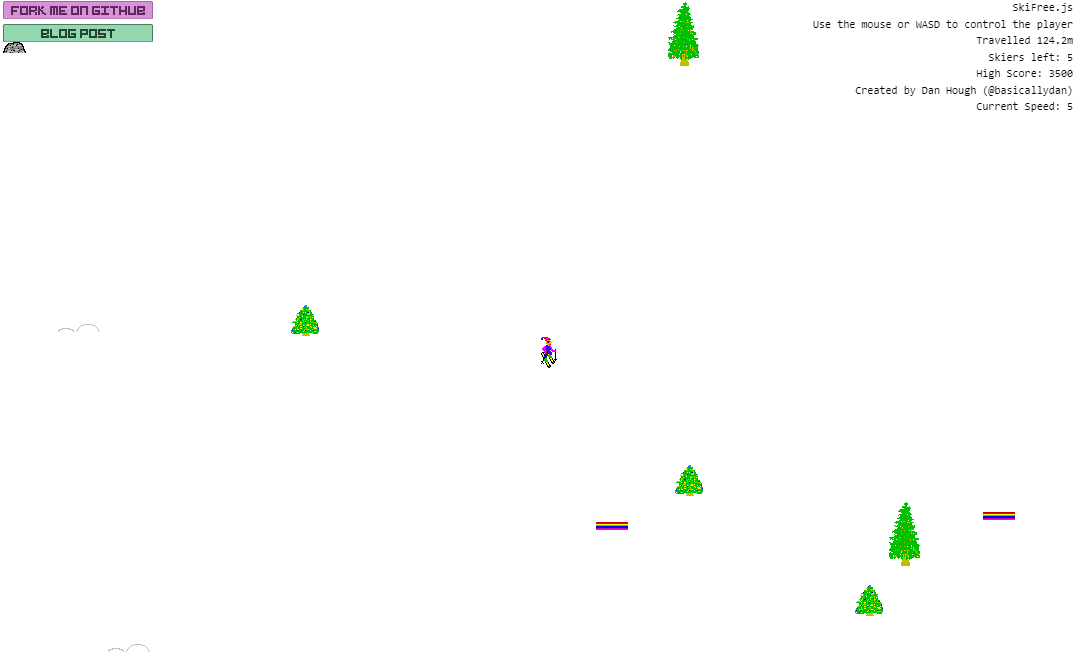 FORK ME ON GITHUB
BLOG POST
SkiFree.js
Use the mouse or WASD to control the player
Travelled 124.2m
Skiers left: 5
High Score: 3500
Created by Dan Hough (@basicallydan)
Current Speed: 5